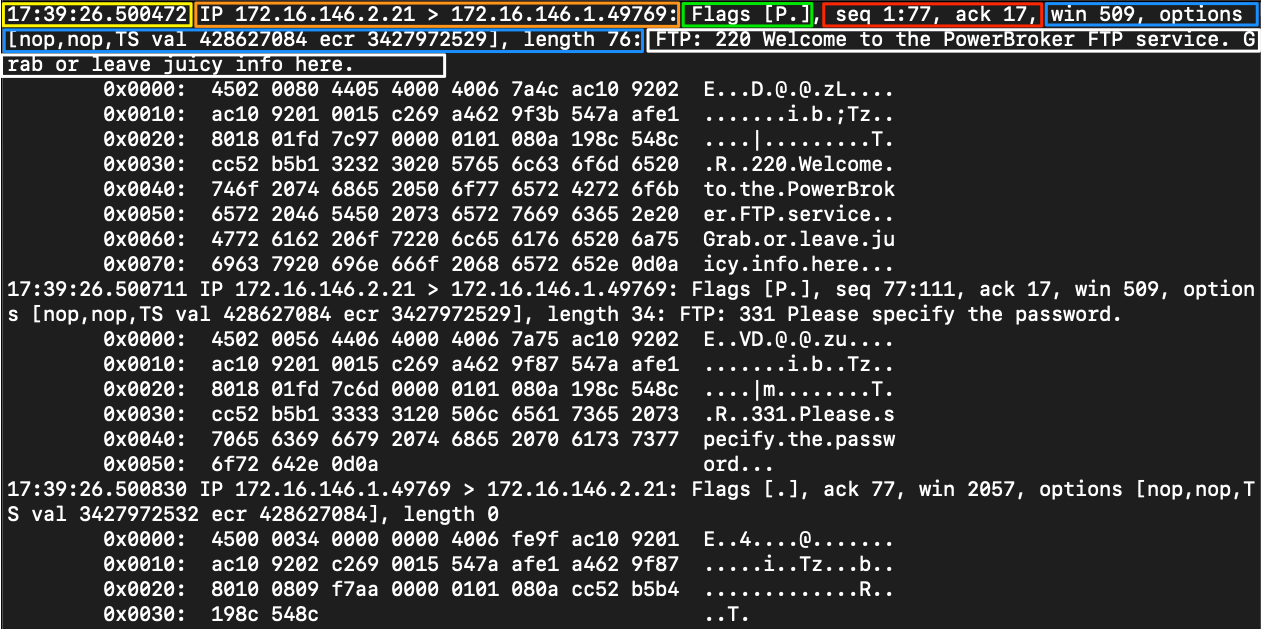 17:39:26.500472 IP 172.16.146.2.21 > 172.16.146.1.49769: Flags [P.], seq 1:77, ack 17, win 509, options
[nop,nop,TS val 428627084 ecr 3427972529], length 76: FTP: 220 Welcome to the PowerBroker FTP service. G
rab or leave juicy info here.
0x0000: 4502 0080 4405 4000 4006 7a4c ac10 9202 E...D.@.@.zL....
0x0010: ac10 9201 0015 c269 a462 9f3b 547a afe1 .......i.b.;Tz..
0x0020: 8018 01fd 7c97 0000 0101 080a 198c 548c ....|.........T.
0x0030: cc52 b5b1 3232 3020 5765 6c63 6f6d 6520 .R..220.Welcome.
0x0040: 746f 2074 6865 2050 6f77 6572 4272 6f6b to.the.PowerBrok
0x0050: 6572 2046 5450 2073 6572 7669 6365 2e20 er.FTP.service..
0x0060: 4772 6162 206f 7220 6c65 6176 6520 6a75 Grab.or.leave.ju
0x0070: 6963 7920 696e 666f 2068 6572 652e 0d0a icy.info.here...
17:39:26.500711 IP 172.16.146.2.21 > 172.16.146.1.49769: Flags [P.], seq 77:111, ack 17, win 509, option
s [nop,nop,TS val 428627084 ecr 3427972529], length 34: FTP: 331 Please specify the password.
0x0000: 4502 0056 4406 4000 4006 7a75 ac10 9202 E..VD.@.@.zu....
0x0010: ac10 9201 0015 c269 a462 9f87 547a afe1 .......i.b..Tz..
0x0020: 8018 01fd 7c6d 0000 0101 080a 198c 548c ....|m........T.
0x0030: cc52 b5b1 3333 3120 506c 6561 7365 2073 .R..331.Please.s
0x0040: 7065 6369 6679 2074 6865 2070 6173 7377 pecify.the.passw
0x0050: 6f72 642e 0d0a ord...
17:39:26.500830 IP 172.16.146.1.49769 > 172.16.146.2.21: Flags [.], ack 77, win 2057, options [nop,nop,T
S val 3427972532 ecr 428627084], length 0
0x0000: 4500 0034 0000 0000 4006 fe9f ac10 9201 E..4....@.......
0x0010: ac10 9202 c269 0015 547a afe1 a462 9f87 .....i..Tz...b..
0x0020: 8010 0809 f7aa 0000 0101 080a cc52 b5b4 .............R..
0x0030: 198c 548c ..T.